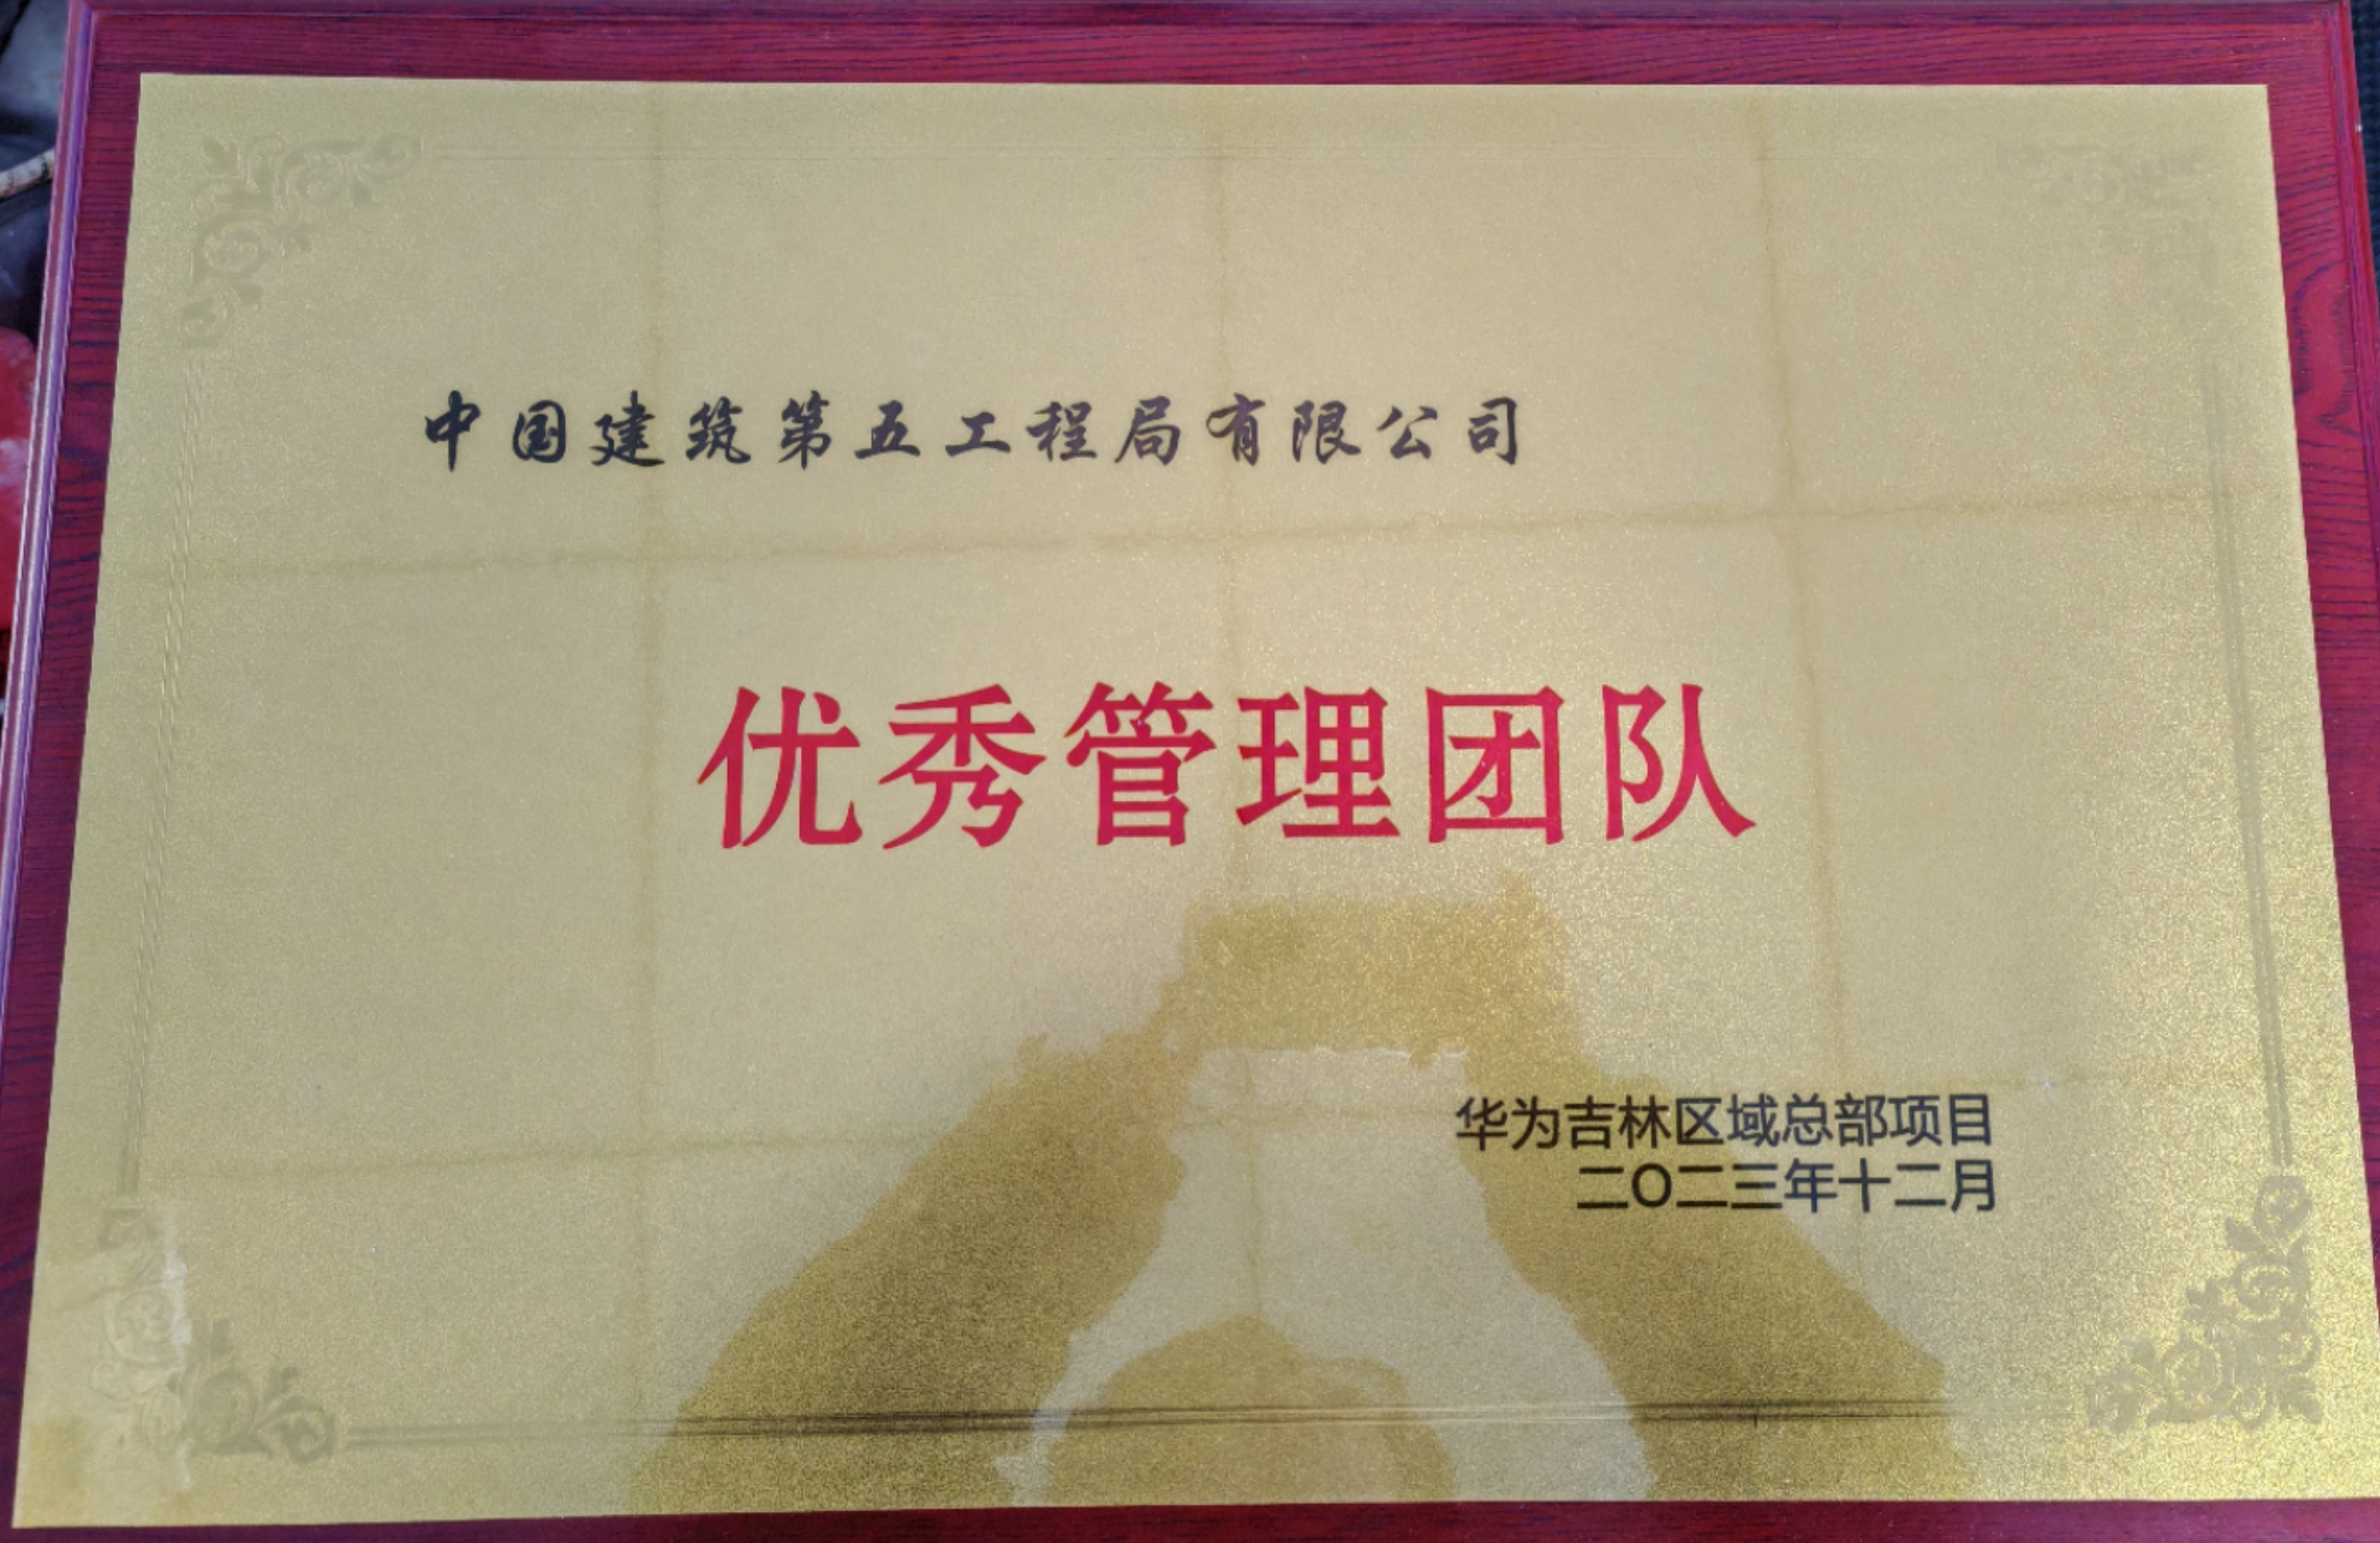 中国建筑第五工程局有限公司
优秀管理团队
华为吉林区域总部项目
二〇二三年十二月